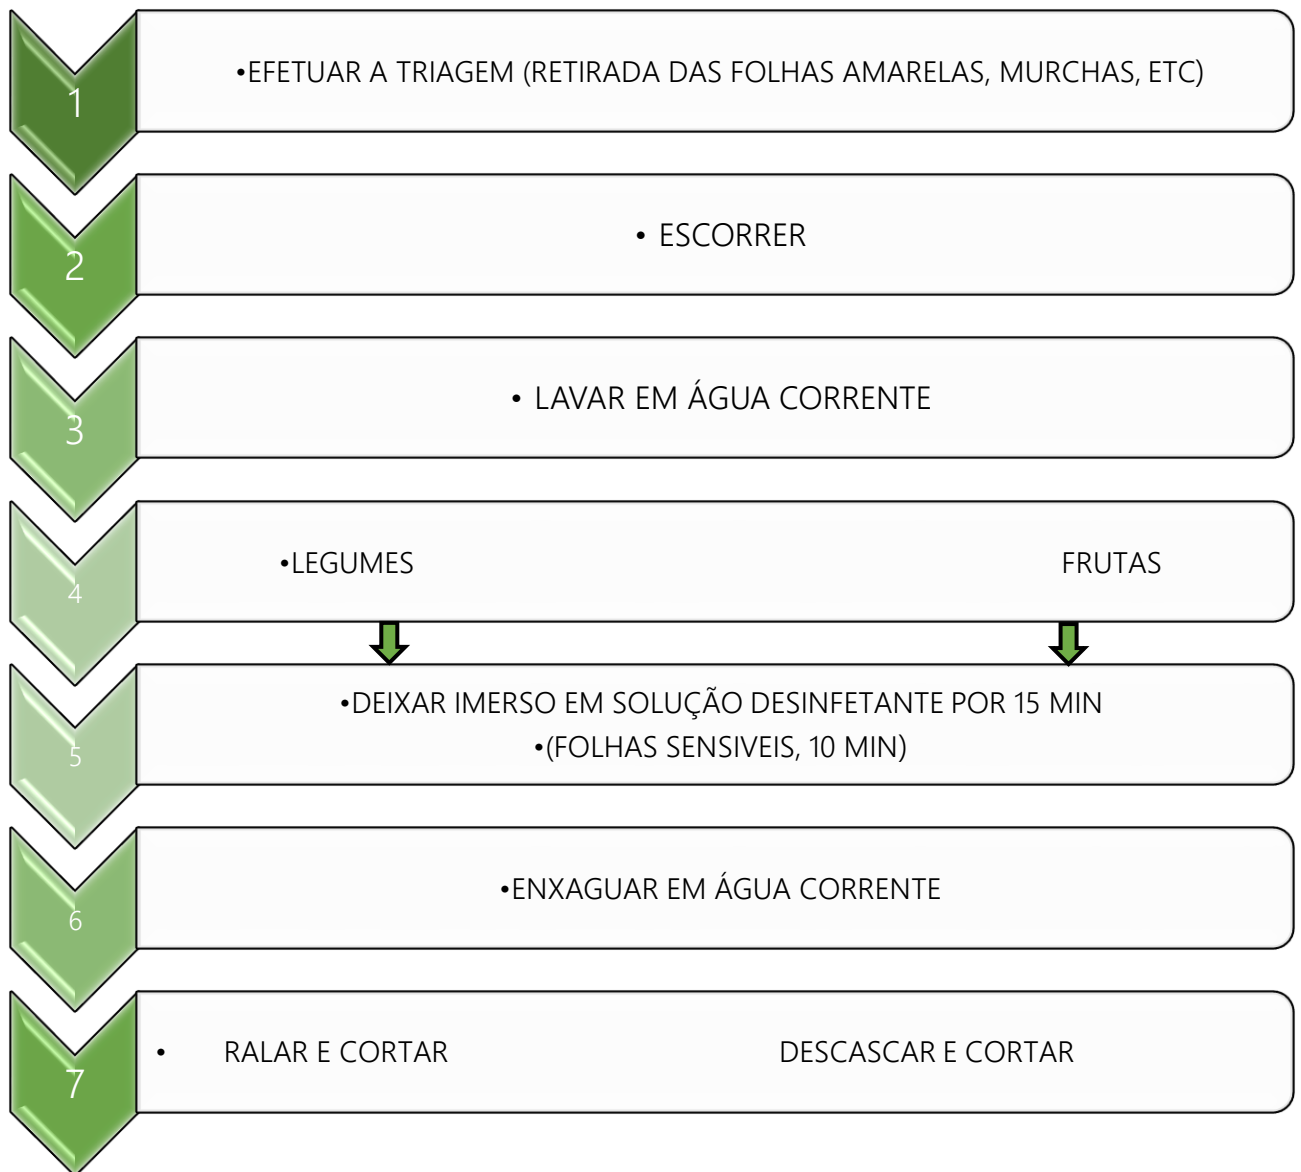 1
•EFETUAR A TRIAGEM (RETIRADA DAS FOLHAS AMARELAS, MURCHAS, ETC)
2
• ESCORRER
3
• LAVAR EM ÁGUA CORRENTE
4
•LEGUMES FRUTAS
5
•DEIXAR IMERSO EM SOLUÇÃO DESINFETANTE POR 15 MIN
•(FOLHAS SENSIVEIS, 10 MIN)
6
•ENXAGUAR EM ÁGUA CORRENTE
7
• RALAR E CORTAR DESCASCAR E CORTAR